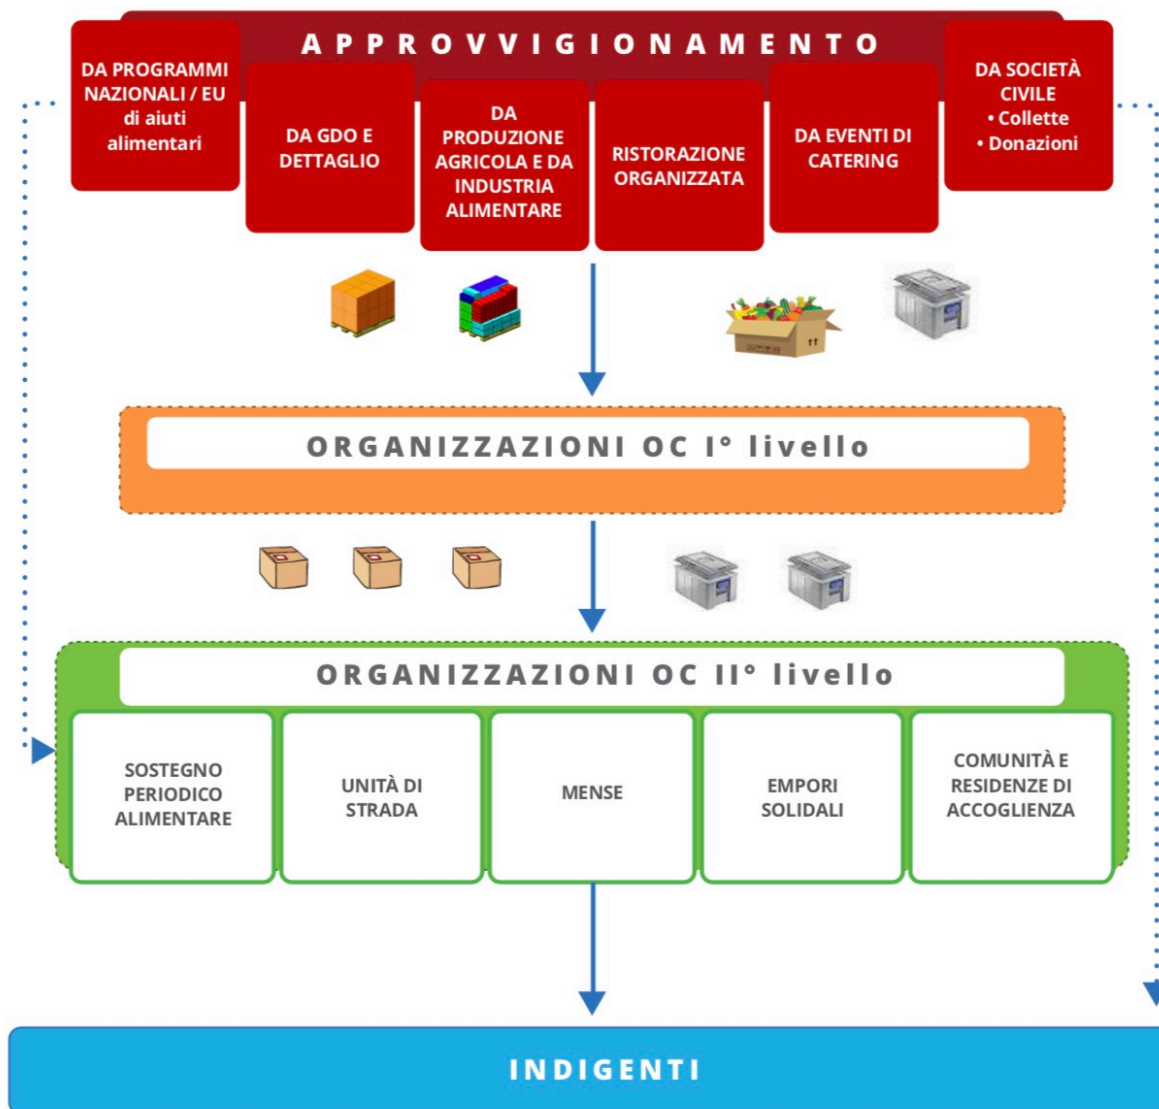 APPROVVIGIONAMENTO
DA PROGRAMMI
NAZIONALI / EU
di aiuti
alimentari
DA GDO E
DETTAGLIO
DA
PRODUZIONE
AGRICOLA E DA
INDUSTRIA
ALIMENTARE
RISTORAZIONE
ORGANIZZATA
DA EVENTI DI
CATERING
DA SOCIETÀ
CIVILE
• Collette
• Donazioni
ORGANIZZAZIONI OC I° livello
ORGANIZZAZIONI OC II° livello
SOSTEGNO
PERIODICO
ALIMENTARE
UNITÀ DI
STRADA
MENSE
EMPORI
SOLIDALI
COMUNITÀ E
RESIDENZE DI
ACCOGLIENZA
INDIGENTI